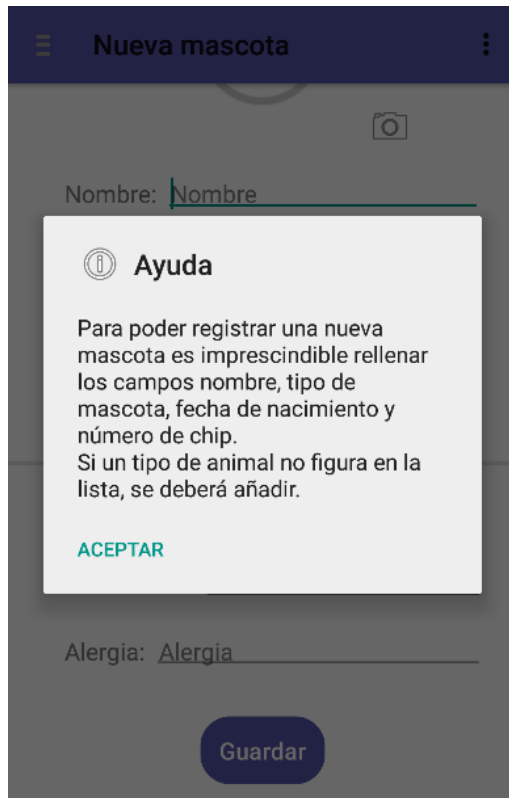 Nueva mascota
Nombre: Nombre
Ayuda
Para poder registrar una nueva
mascota es imprescindible rellenar
los campos nombre, tipo de
mascota, fecha de nacimiento y
número de chip.
Si un tipo de animal no figura en la
lista, se deberá añadir.
ACEPTAR
Alergia: Alergia
Guardar